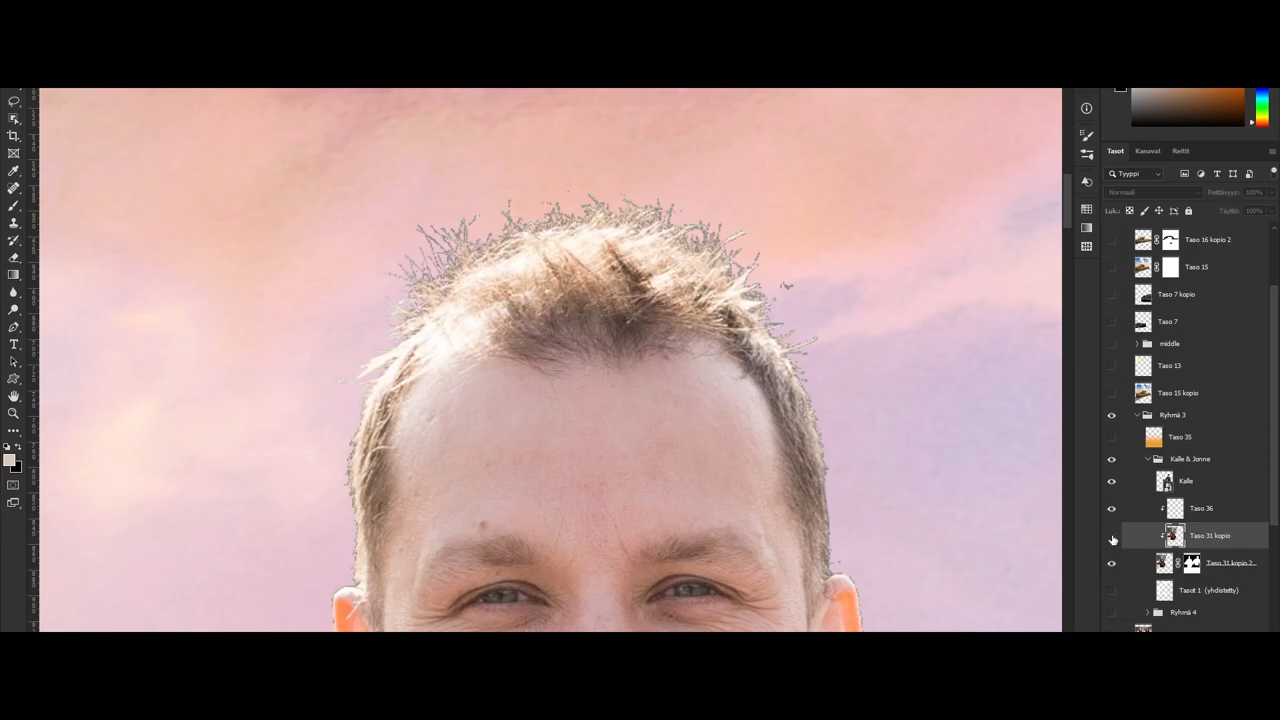 Tasot Kanavat Reitit
Tyyppi
Normaali Peittävyys: 100%
Luk.: Täyttö: 100%
Taso 16 kopio 2
Taso 15
Taso 7 kopio
Taso 7
middle
Taso 13
Taso 15 kopio
Ryhmä 3
Taso 35
Kalle & Jonne
Kalle
Taso 36
Taso 31 kopio
Taso 31 kopio 2...
Tasot 1 (yhdistetty)
Ryhmä 4